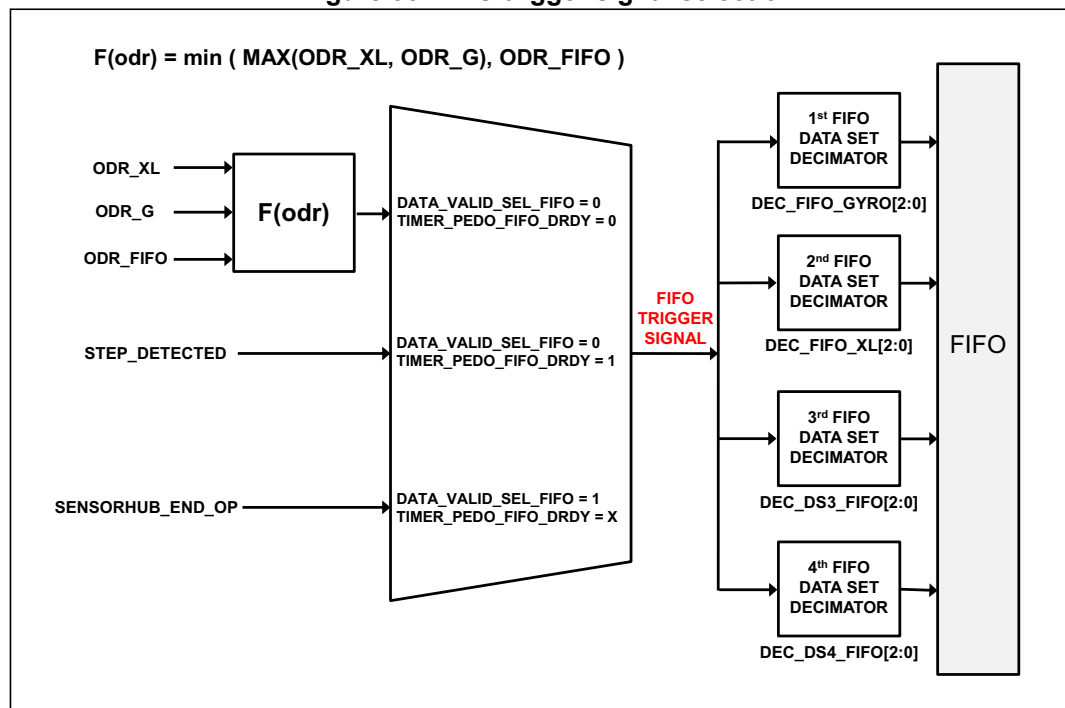 F(odr) = min ( MAX(ODR_XL, ODR_G), ODR_FIFO )
ODR_XL
ODR_G
ODR_FIFO
F(odr)
DATA_VALID_SEL_FIFO = 0
TIMER_PEDO_FIFO_DRDY = 0
STEP_DETECTED
DATA_VALID_SEL_FIFO = 0
TIMER_PEDO_FIFO_DRDY = 1
SENSORHUB_END_OP
DATA_VALID_SEL_FIFO = 1
TIMER_PEDO_FIFO_DRDY = X
FIFO
TRIGGER
SIGNAL
1st FIFO
DATA SET
DECIMATOR
DEC_FIFO_GYRO[2:0]
2nd FIFO
DATA SET
DECIMATOR
DEC_FIFO_XL[2:0]
3rd FIFO
DATA SET
DECIMATOR
DEC_DS3_FIFO[2:0]
4th FIFO
DATA SET
DECIMATOR
DEC_DS4_FIFO[2:0]
FIFO